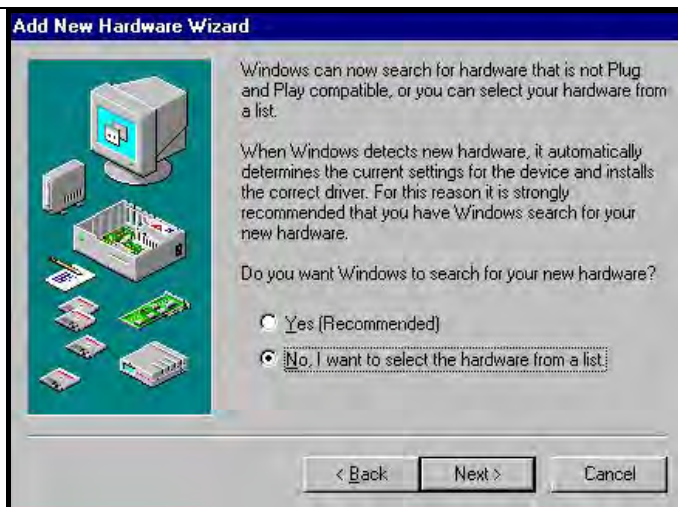 Add New Hardware Wizard
Windows can now search for hardware that is not Plug
and Play compatible, or you can select your hardware from
a list.
When Windows detects new hardware, it automatically
determines the current settings for the device and installs
the correct driver. For this reason it is strongly
recommended that you have Windows search for your
new hardware.
Do you want Windows to search for your new hardware?
Yes (Recommended)
No, I want to select the hardware from a list.
< Back Next > Cancel